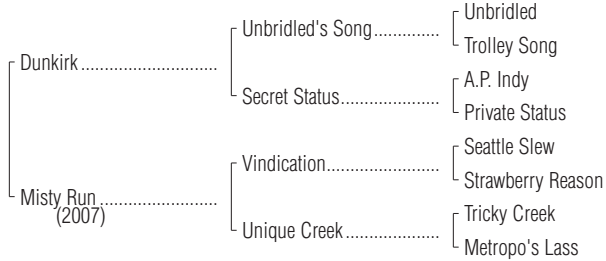 Unbridled
Unbridled's Song..............
Trolley Song
Dunkirk............................
A.P. Indy
Secret Status....................
Private Status
Seattle Slew
Vindication.......................
Strawberry Reason
Misty Run........................
(2007)
Tricky Creek
Unique Creek...................
Metropo's Lass